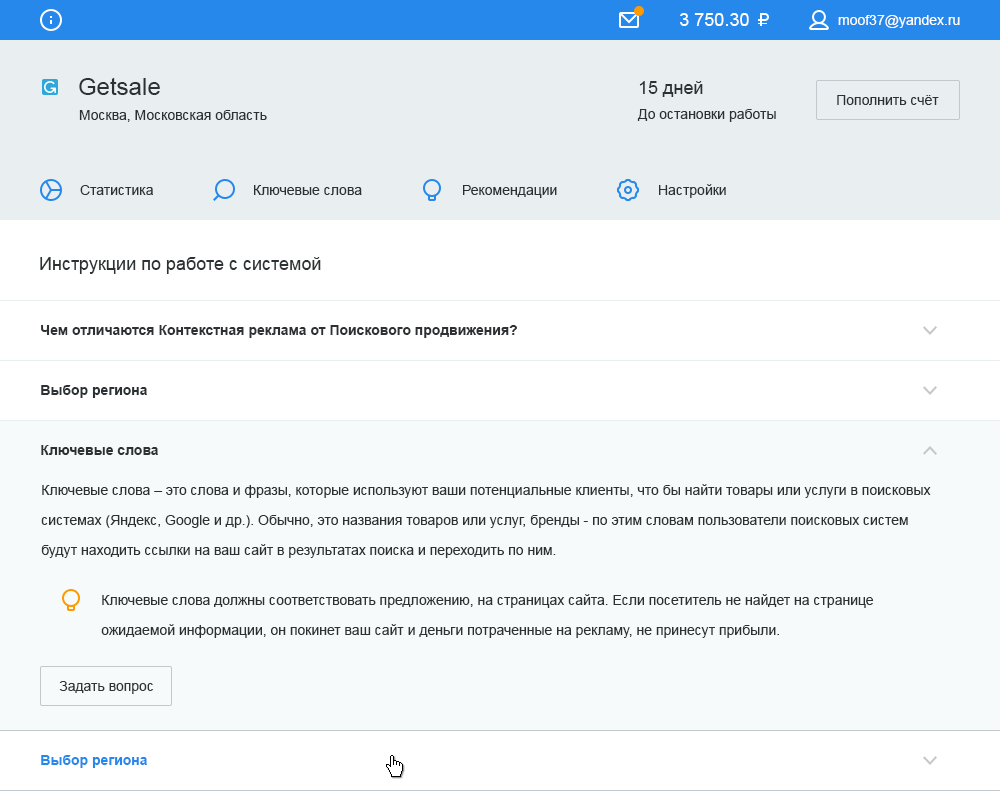 3 750.30 ₽ moof37@yandex.ru
Getsale
Москва, Московская область
15 дней
До остановки работы
Пополнить счёт
Статистика Ключевые слова Рекомендации Настройки
Инструкции по работе с системой
Чем отличаются Контекстная реклама от Поискового продвижения?
Выбор региона
Ключевые слова
Ключевые слова – это слова и фразы, которые используют ваши потенциальные клиенты, что бы найти товары или услуги в поисковых
системах (Яндекс, Google и др.). Обычно, это названия товаров или услуг, бренды - по этим словам пользователи поисковых систем
будут находить ссылки на ваш сайт в результатах поиска и переходить по ним.
Ключевые слова должны соответствовать предложению, на страницах сайта. Если посетитель не найдет на странице
ожидаемой информации, он покинет ваш сайт и деньги потраченные на рекламу, не принесут прибыли.
Задать вопрос
Выбор региона